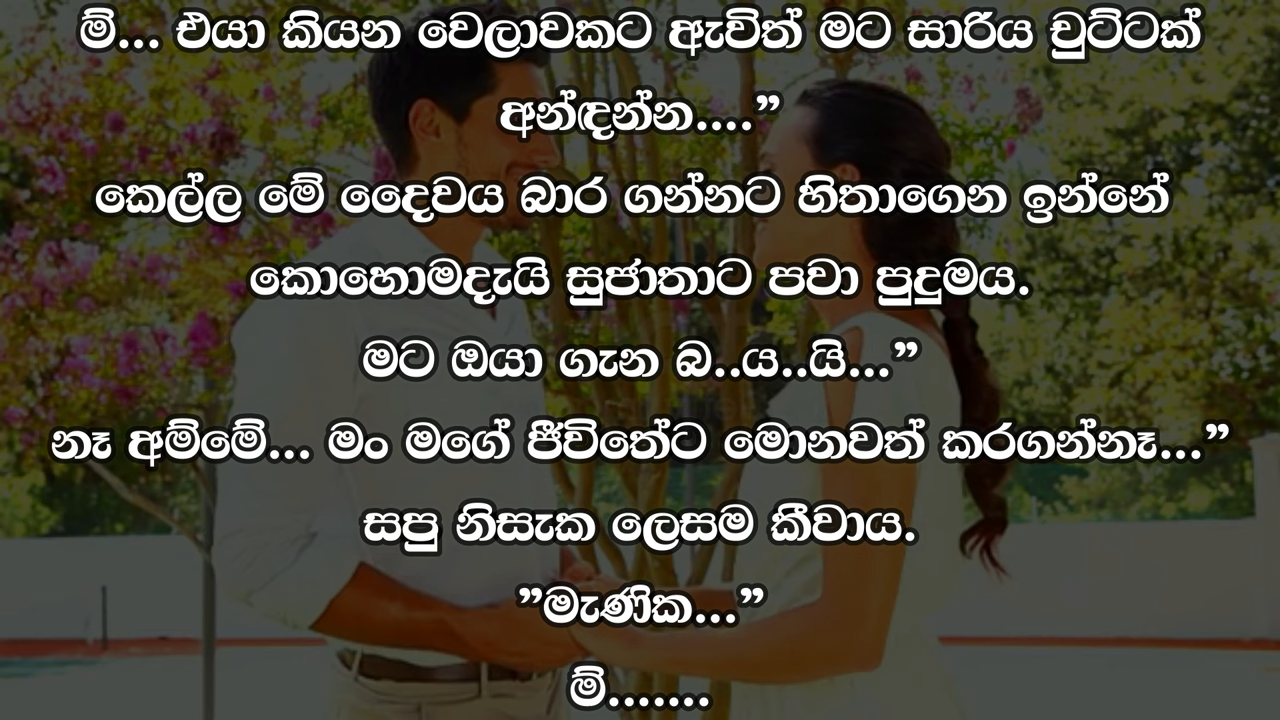 ම්... එයා කියන වෙලාවකට ඇවිත් මට සාරිය චුට්ටක්
අන්ඳන්න....”
කෙල්ල මේ දෛවය බාර ගන්නට හිතාගෙන ඉන්නේ
කොහොමදැයි සුජාතාට පවා පුදුමය.
මට ඔයා ගැන බ..ය..යි...”
නෑ අම්මේ... මං මගේ ජීවිතේට මොනවත් කරගන්නෑ...”
සපු නිසැක ලෙසම කීවාය.
”මැණික...”
ම්.......